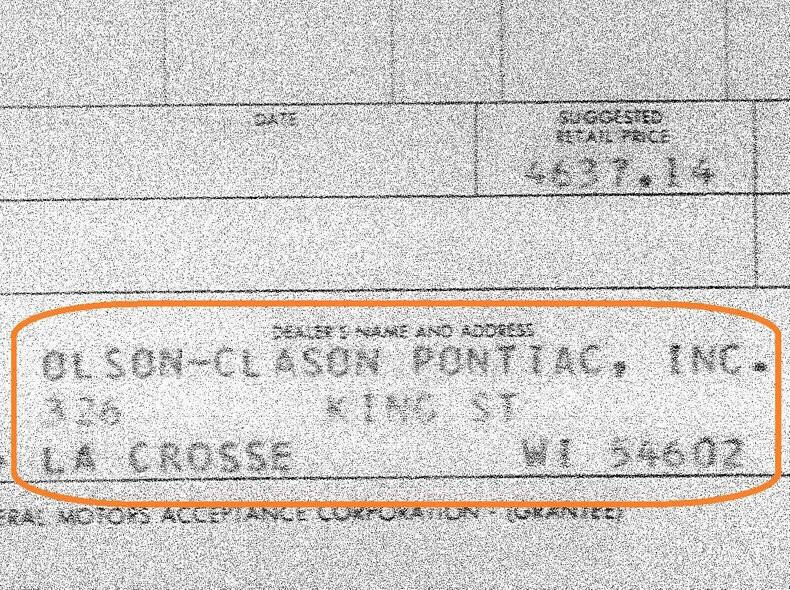 DATE
SUGGESTED
RETAIL PRICE
4637.14
DEALER'S NAME AND ADDRESS
OLSON-CLASON PONTIAC, INC.
326 KING ST
LA CROSSE WI 54602
ERAL MOTORS ACCEPTANCE CORPORATION - (GRANTEE)